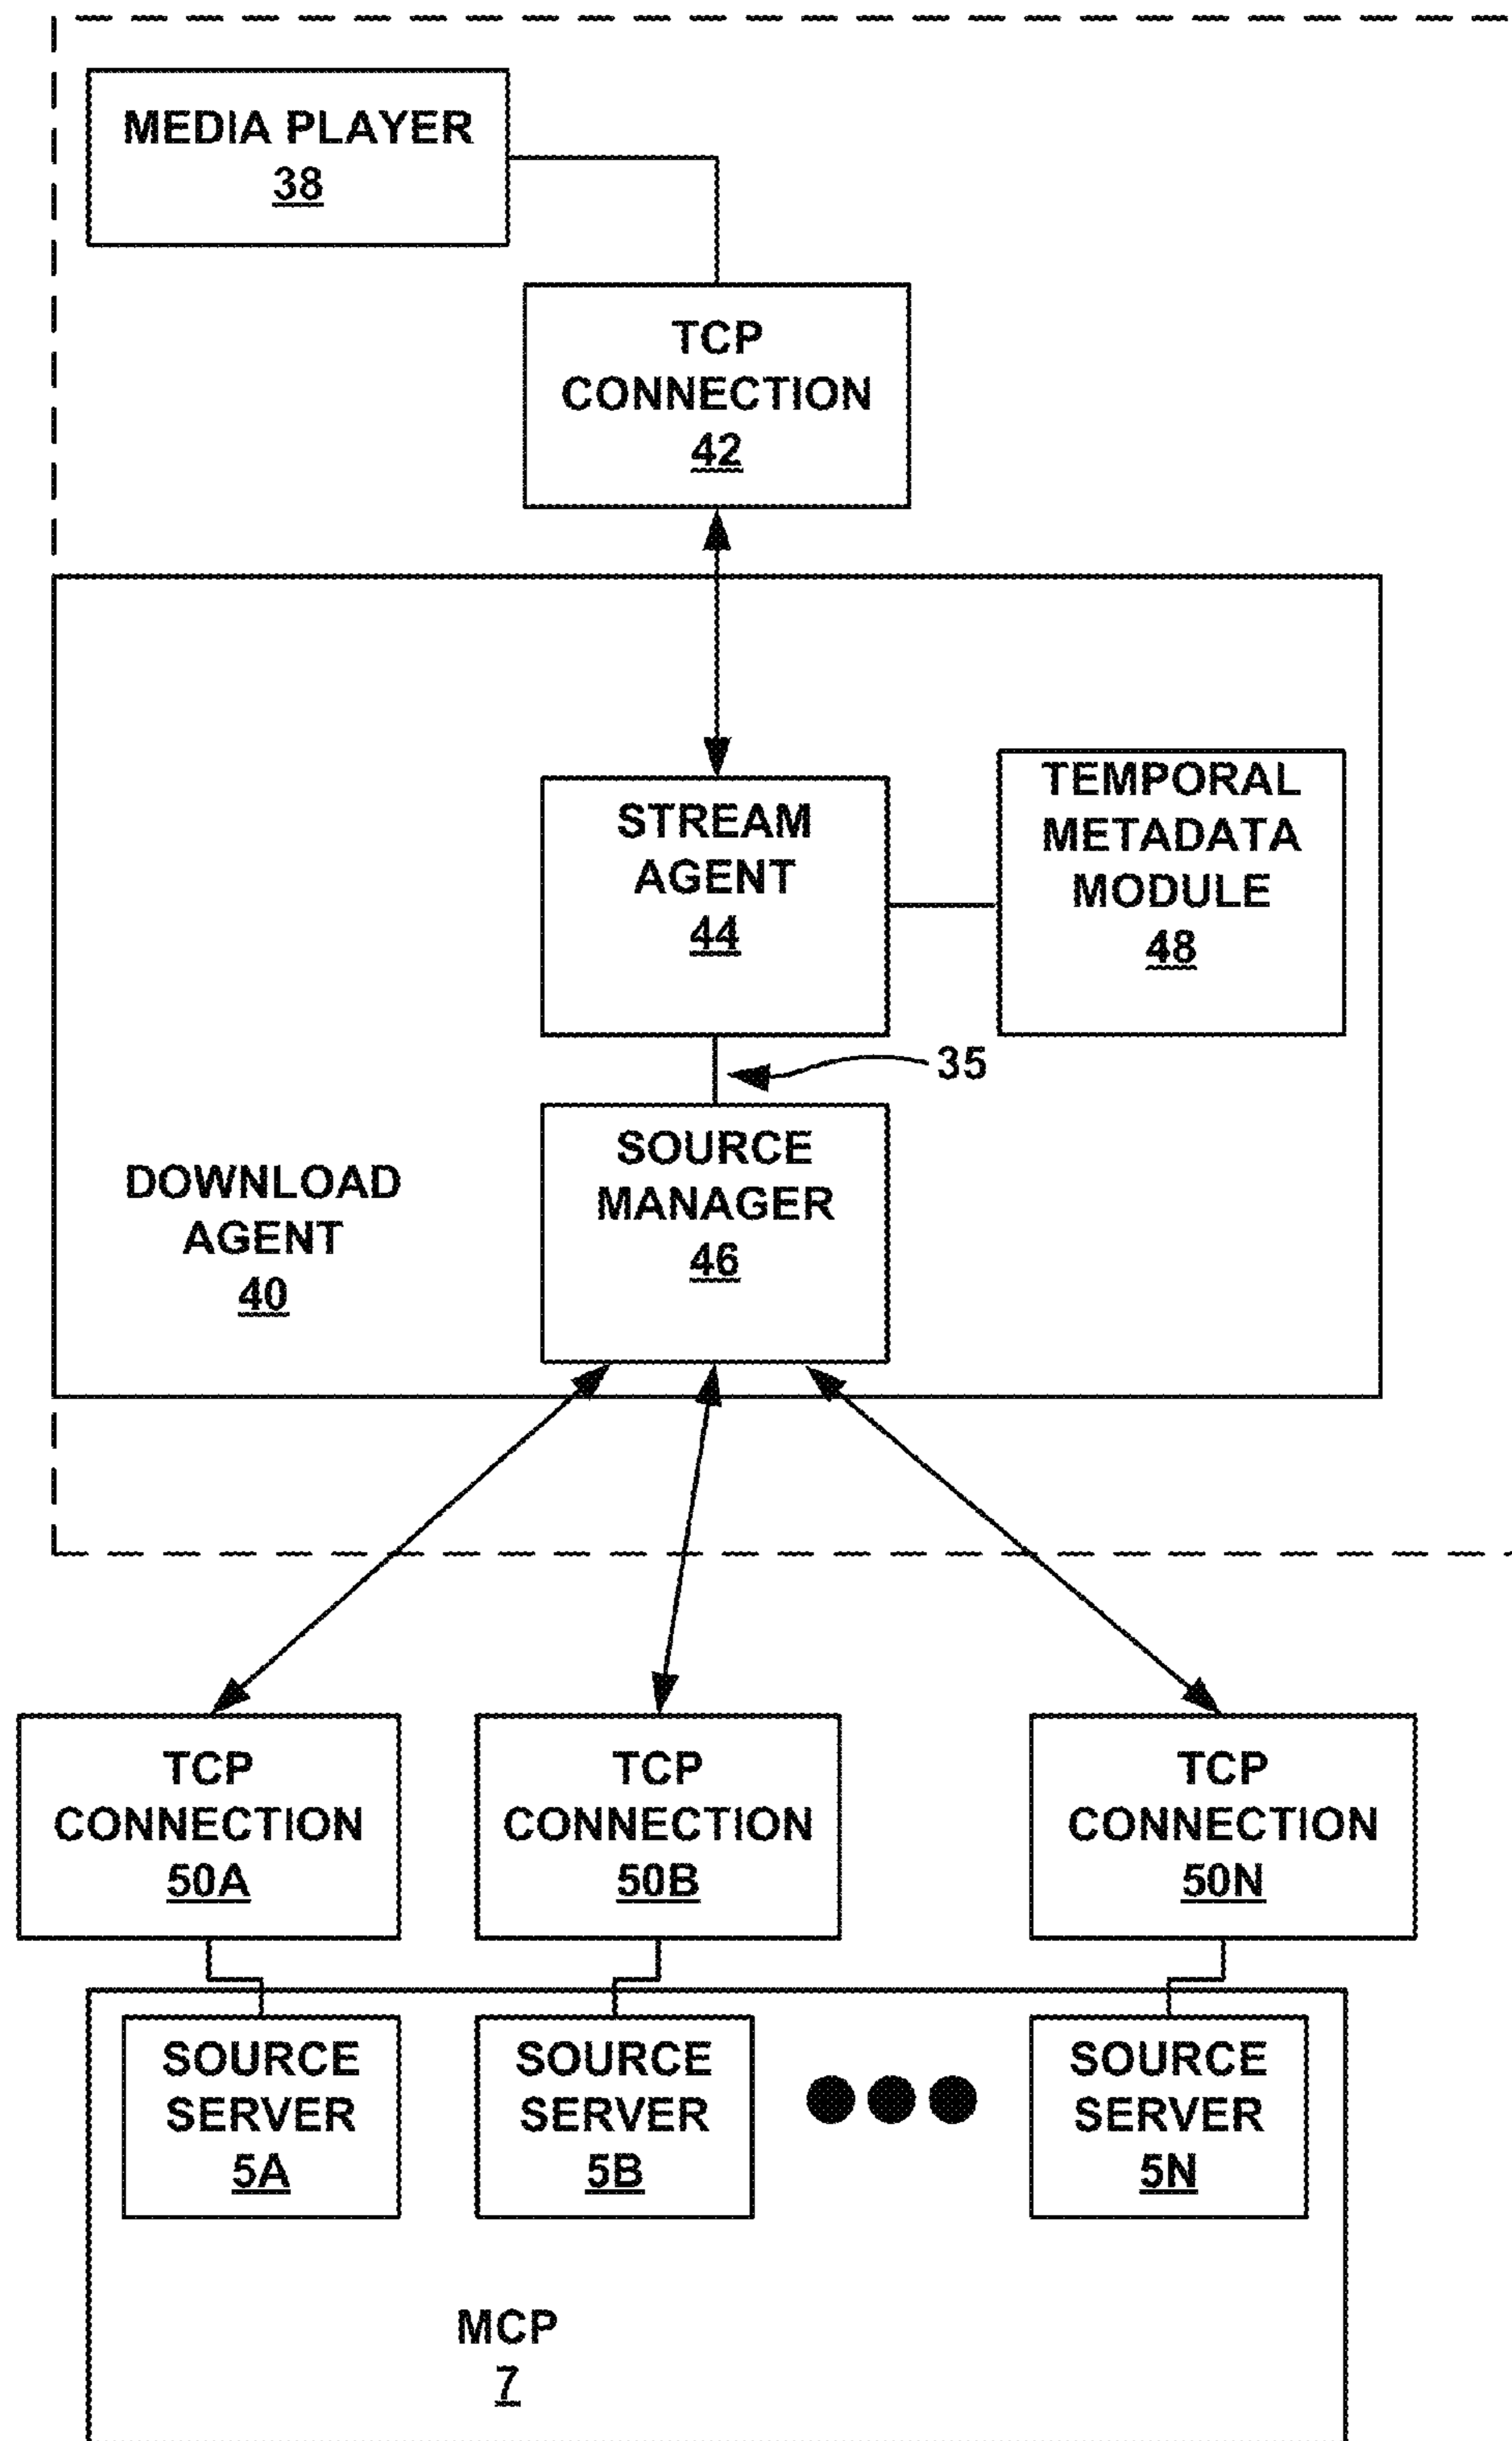 MEDIA PLAYER
38
TCP
CONNECTION
42
STREAM
AGENT
44
TEMPORAL
METADATA
MODULE
48
35
SOURCE
MANAGER
46
DOWNLOAD
AGENT
40
TCP
CONNECTION
50A
TCP
CONNECTION
50B
TCP
CONNECTION
50N
SOURCE
SERVER
5A
SOURCE
SERVER
5B
SOURCE
SERVER
5N
MCP
7